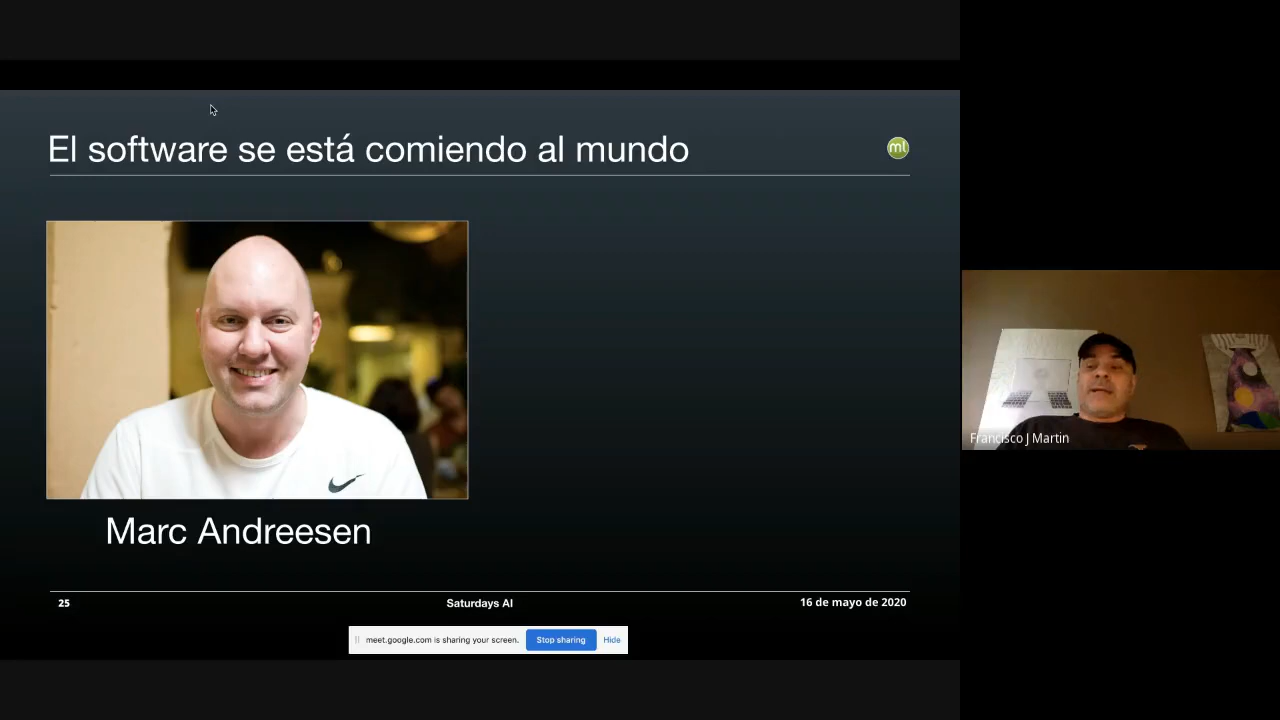 El software se está comiendo al mundo
ml
Marc Andreesen
25
Saturdays AI
16 de mayo de 2020
meet.google.com is sharing your screen.
Stop sharing
Hide
Francisco J Martin